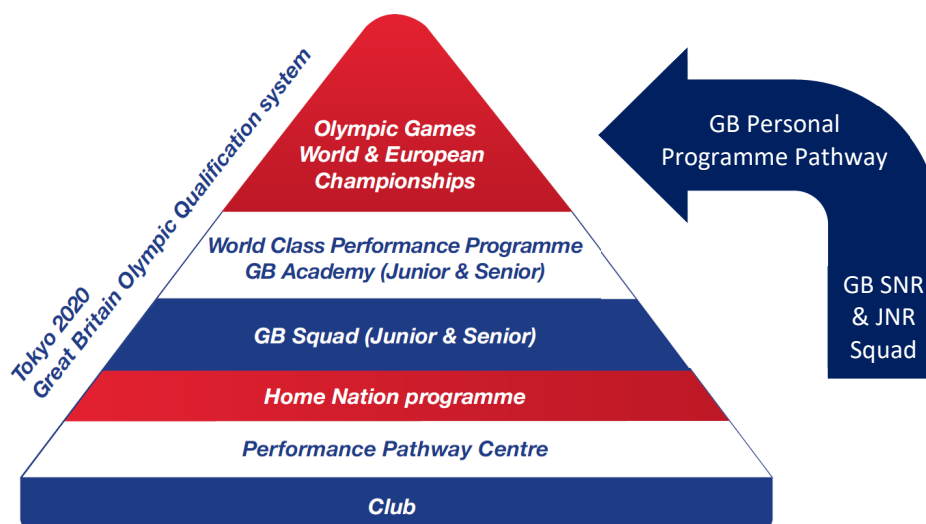 Tokyo 2020
Great Britain Olympic Qualification system
Olympic Games
World & European
Championships
World Class Performance Programme
GB Academy (Junior & Senior)
GB Squad (Junior & Senior)
Home Nation programme
Performance Pathway Centre
Club
GB Personal
Programme Pathway
GB SNR
& JNR
Squad